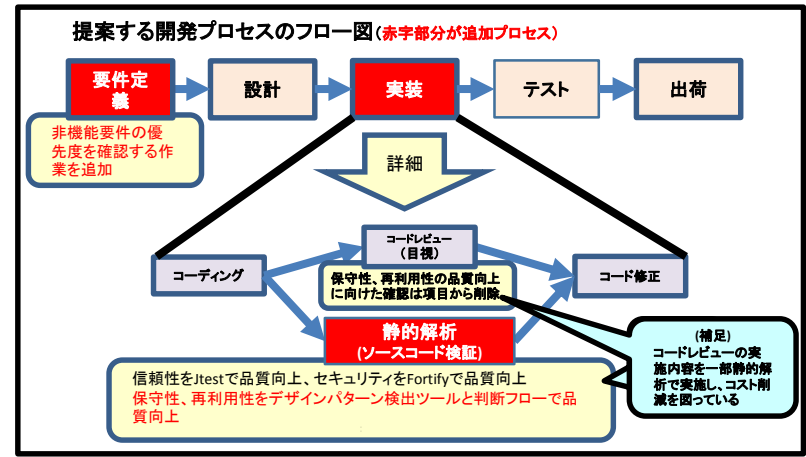 提案する開発プロセスのフロー図(赤字部分が追加プロセス)
要件定
義
設計
実装
テスト
出荷
非機能要件の優
先度を確認する作
業を追加
詳細
コードレビュー
(目視)
コーディング
コード修正
保守性、再利用性の品質向上
に向けた確認は項目から削除
静的解析
(ソースコード検証)
(補足)
コードレビューの実
施内容を一部静的解
析で実施し、コスト削
減を図っている
信頼性をJtestで品質向上、セキュリティをFortifyで品質向上
保守性、再利用性をデザインパターン検出ツールと判断フローで品
質向上